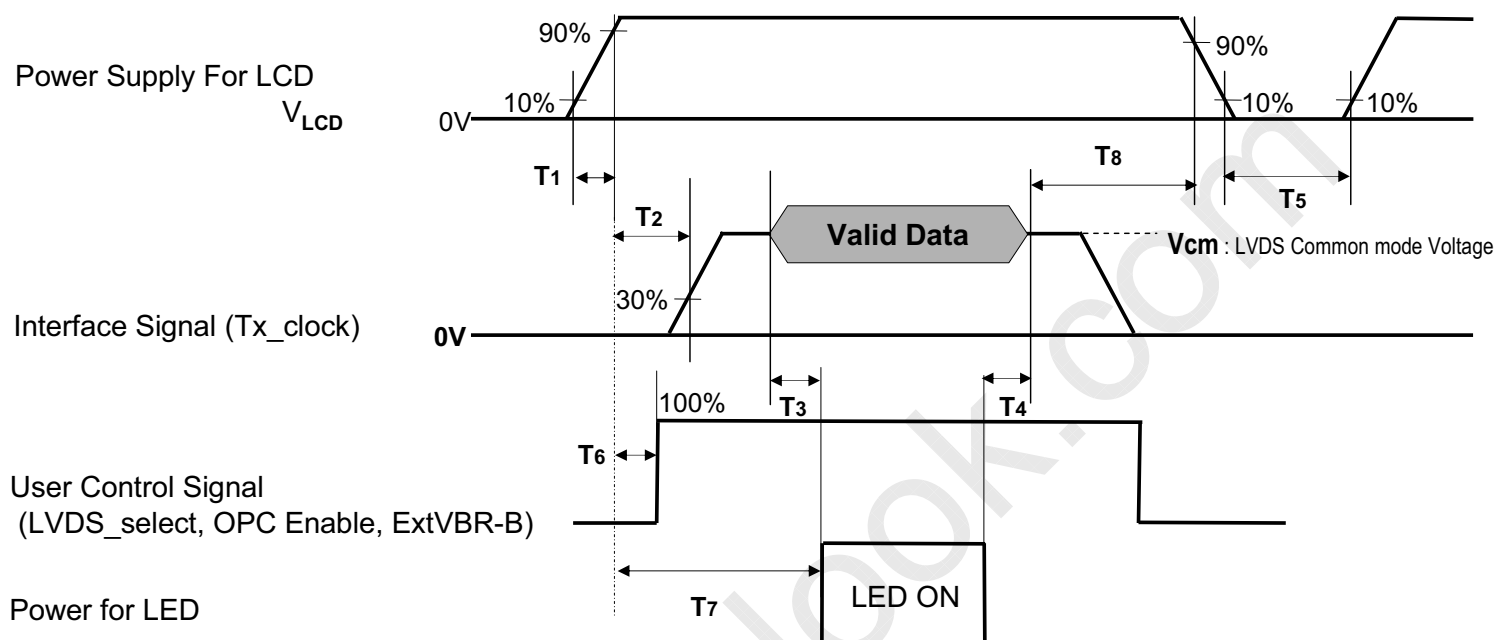 90%
90%
Power Supply For LCD
VLCD
10%
10%
10%
0V
T1
T8
T5
T2
Valid Data
Vcm : LVDS Common mode Voltage
30%
Interface Signal (Tx_clock)
0V
100%
T3
T4
T6
User Control Signal
(LVDS_select, OPC Enable, ExtVBR-B)
T7
LED ON
Power for LED
look.com